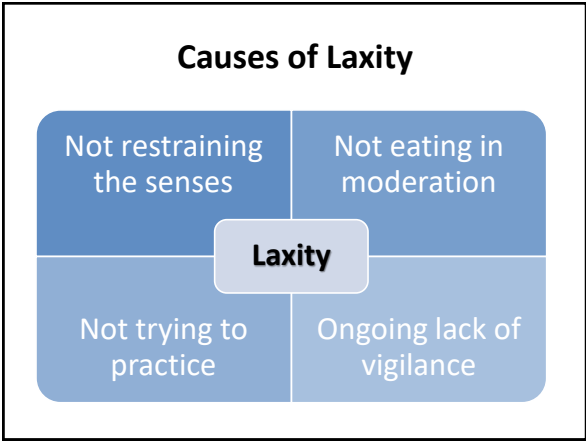 Causes of Laxity
Not restraining
the senses
Not eating in
moderation
Laxity
Not trying to
practice
Ongoing lack of
vigilance